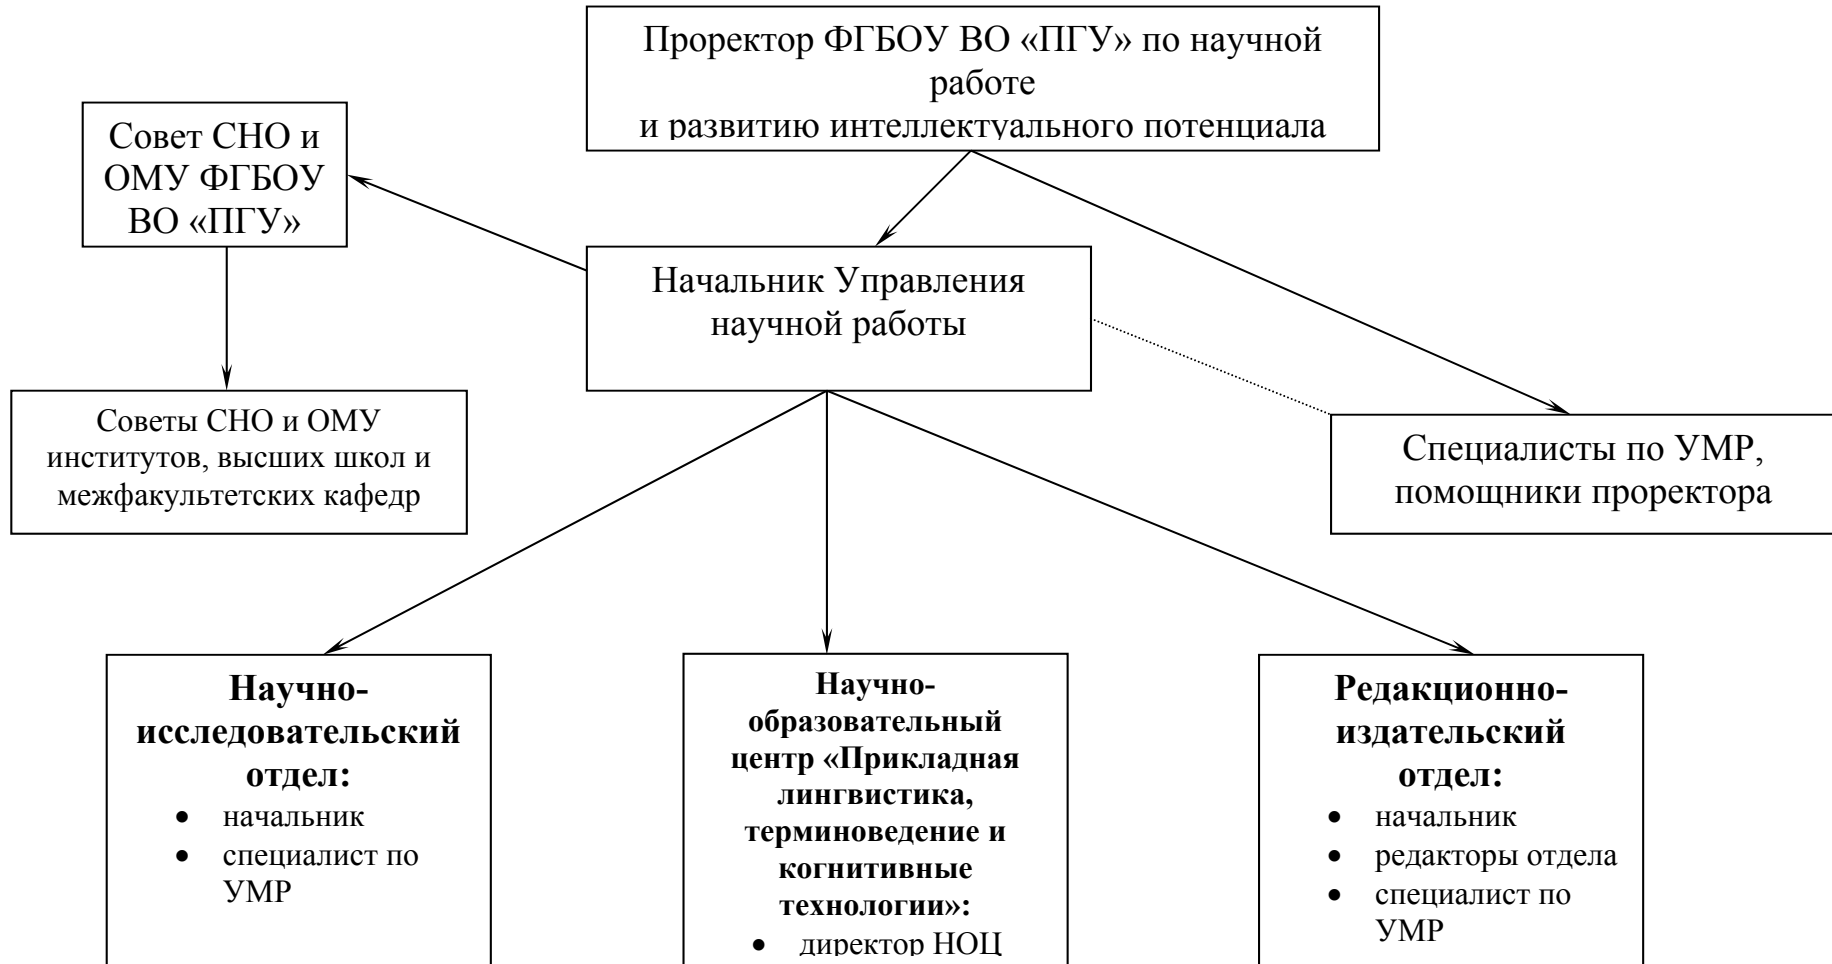 Проректор ФГБОУ ВО «ПГУ» по научной
работе
и развитию интеллектуального потенциала
Совет СНО и
ОМУ ФГБОУ
ВО «ПГУ»
Начальник Управления
научной работы
Советы СНО и ОМУ
институтов, высших школ и
межфакультетских кафедр
Специалисты по УМР,
помощники проректора
Научно-
исследовательский
отдел:
• начальник
• специалист по
УМР
Научно-
образовательный
центр «Прикладная
лингвистика,
терминоведение и
когнитивные
технологии»:
• директор НОЦ
Редакционно-
издательский
отдел:
• начальник
• редакторы отдела
• специалист по
УМР